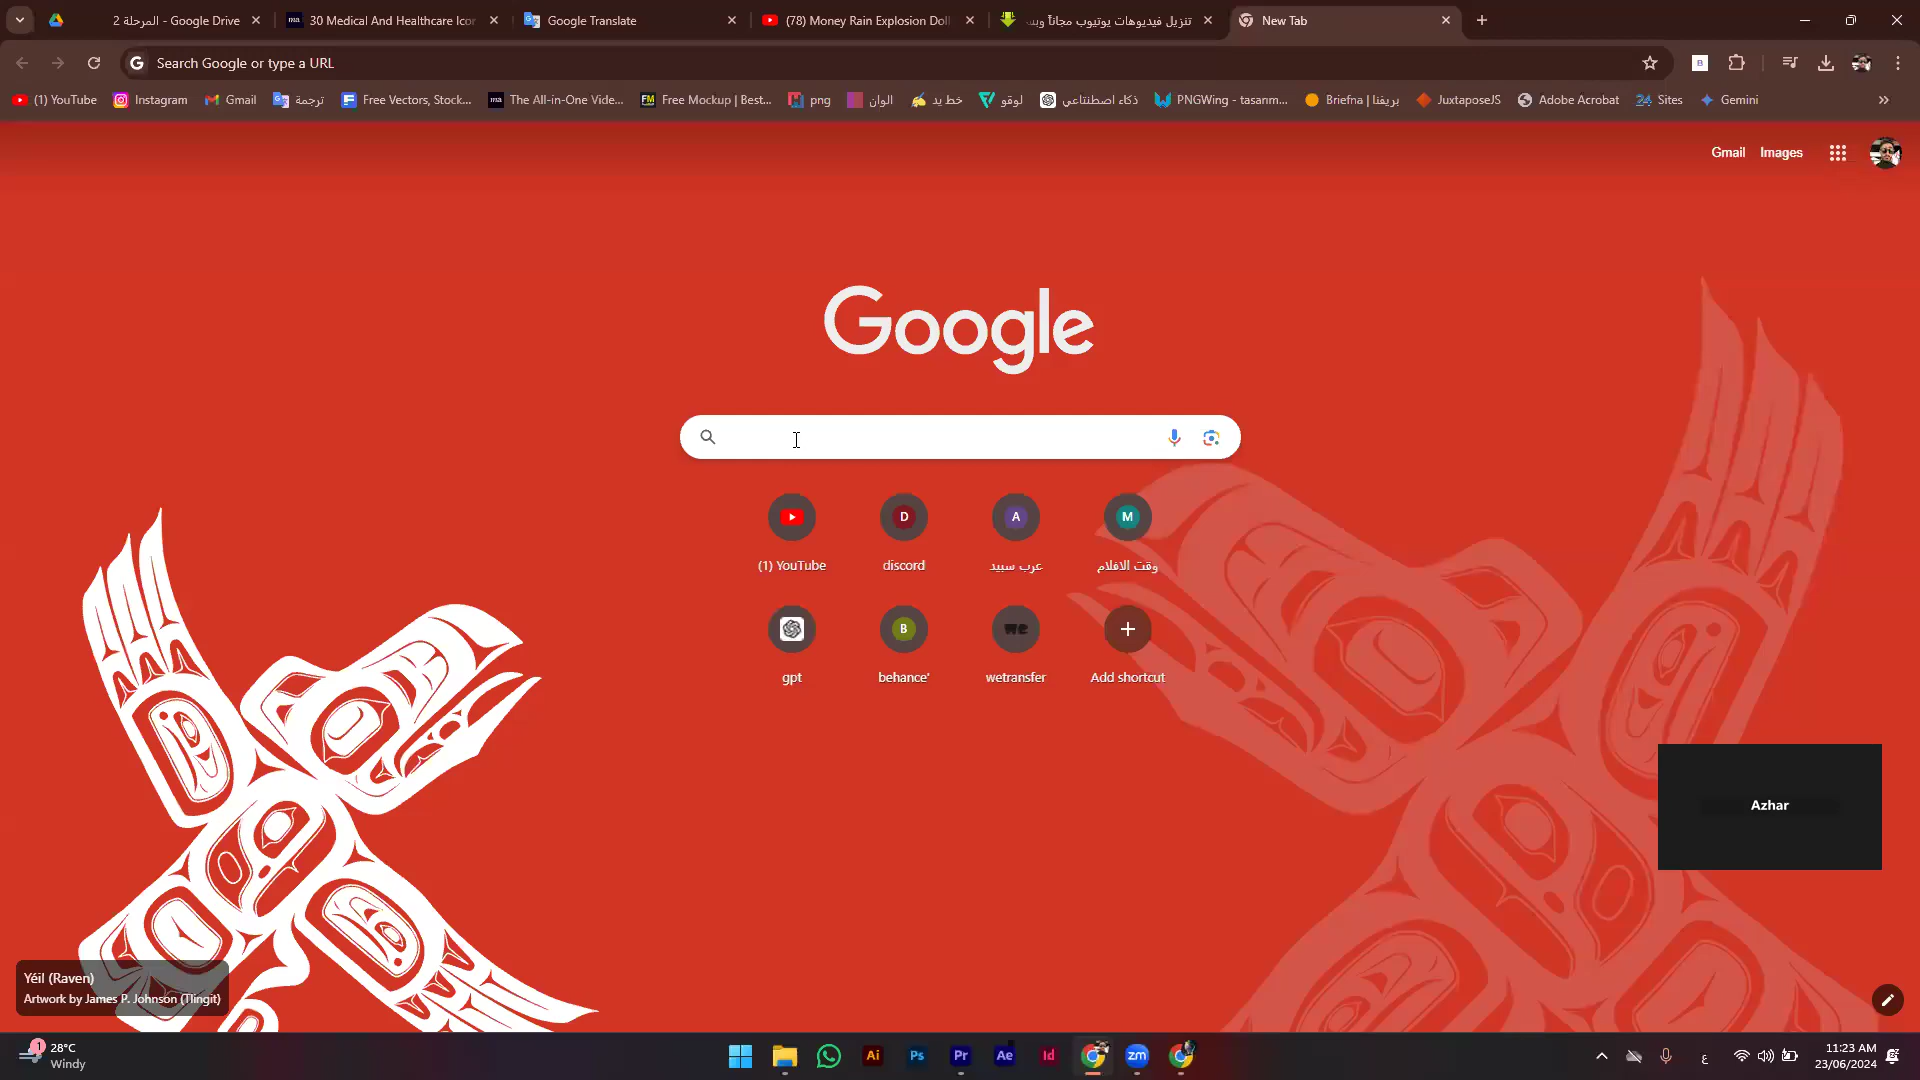 المرحلة 2 - Google Drive
30 Medical And Healthcare Icor
Google Translate
(78) Money Rain Explosion Doll
تنزيل فيديوهات يوتيوب مجاناً وبس
New Tab
Search Google or type a URL
(1) YouTube
Instagram
Gmail
ترجمة
Free Vectors, Stock...
The All-in-One Vide...
Free Mockup | Best...
png
الوان
خط يد
لوقو
ذكاء اصطنتاعي
PNGWing - tasanm...
Briefna | بريفنا
JuxtaposeJS
Adobe Acrobat
Sites
Gemini
Gmail
Images
Google
(1) YouTube
discord
عرب سبيد
وقت الافلام
gpt
behance'
wetransfer
Add shortcut
Azhar
Yéil (Raven)
Artwork by James P. Johnson (Tlingit)
28°C
Windy
ع
11:23 AM
23/06/2024